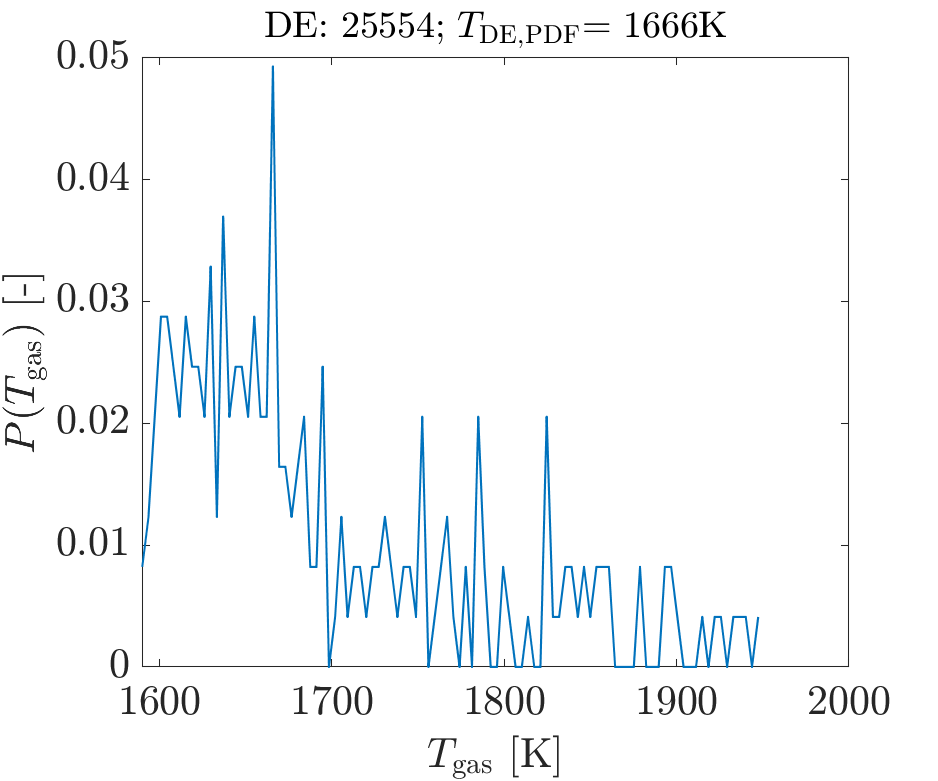 DE: 25554; T_DE,PDF= 1666K
0.05
0.04
0.03
0.02
0.01
0
P(T_gas) [-]
1600 1700 1800 1900 2000
T_gas [K]